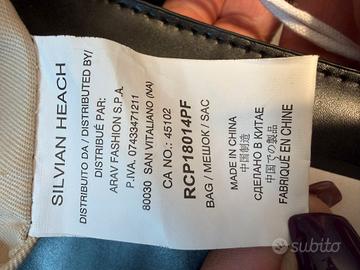 SILVIAN HEACH
DISTRIBUITO DA / DISTRIBUTED BY/
DISTRIBUÉ PAR:
ARAV FASHION S.P.A.
P.IVA. 07433471211
80030 SAN VITALIANO (NA)
CA NO.: 45102
RCP18014PF
BAG / МЕШОК / SAC
MADE IN CHINA
中国制造
СДЕЛАНО В КИТАЕ
中国での製品
FABRIQUÉ EN CHINE
subito